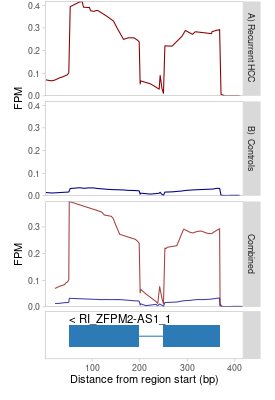 0.4
0.3
0.2
0.1
0.0
A) Recurrent HCC
FPM
0.4
0.3
0.2
0.1
0.0
B) Controls
0.3
0.2
0.1
0.0
Combined
FPM
< RI_ZFPM2-AS1_1
100 200 300 400
Distance from region start (bp)